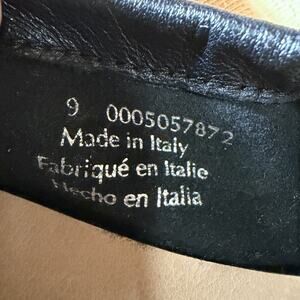 9 0005057872
Made in Italy
Fabriqué en Italie
Hecho en Italia